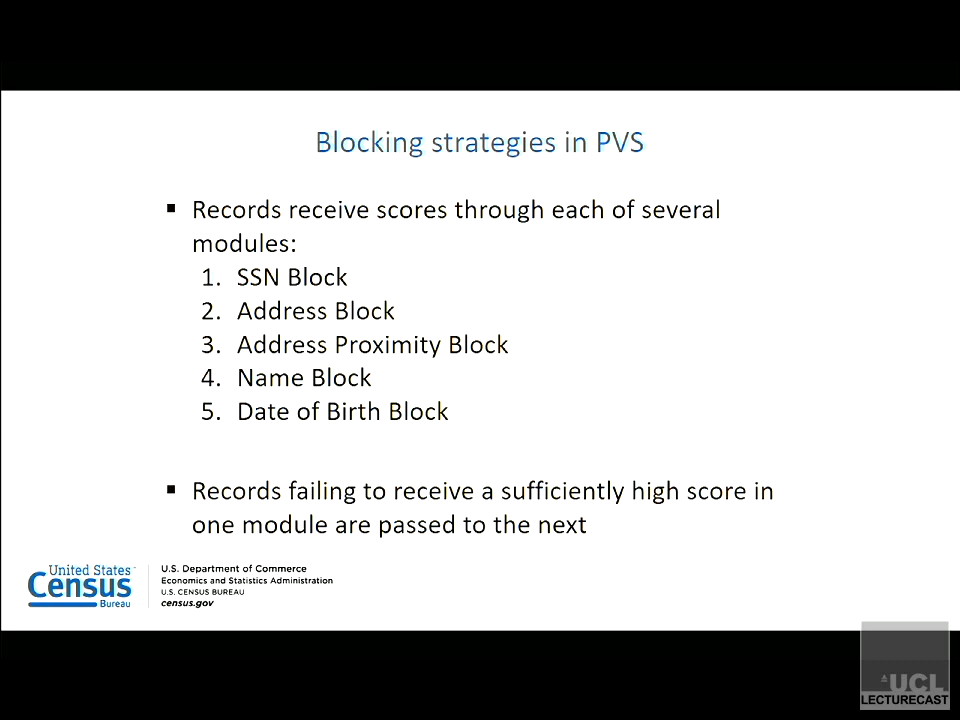 Blocking strategies in PVS
▪ Records receive scores through each of several
modules:
1. SSN Block
2. Address Block
3. Address Proximity Block
4. Name Block
5. Date of Birth Block
▪ Records failing to receive a sufficiently high score in
one module are passed to the next
United States
Census
Bureau
U.S. Department of Commerce
Economics and Statistics Administration
U.S. CENSUS BUREAU
census.gov
UCL
LECTURECAST